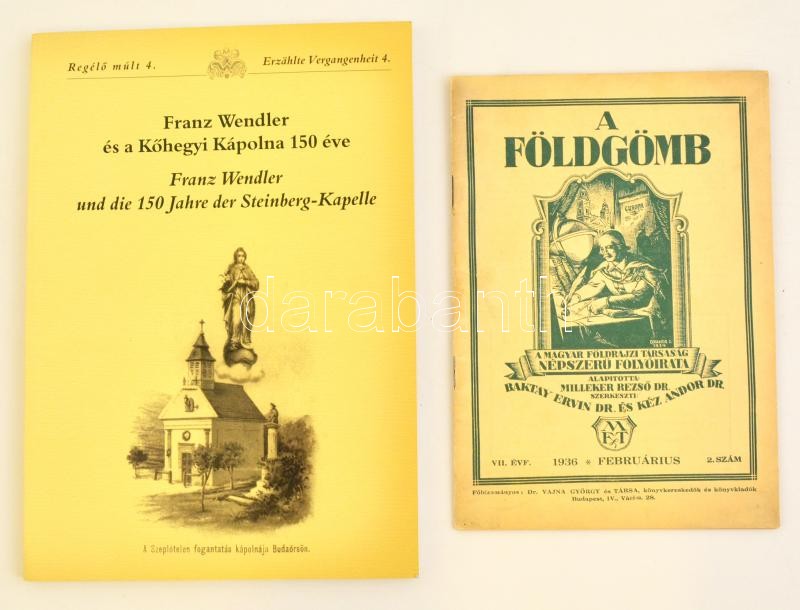 Regélő múlt 4.
Erzählte Vergangenheit 4.
Franz Wendler
és a Kőhegyi Kápolna 150 éve
Franz Wendler
und die 150 Jahre der Steinberg-Kapelle
A Szeplőtelen fogantatás kápolnája Budaörsön.
A
FÖLDGÖMB
EUROPA
A MAGYAR FÖLDRAJZI TÁRSASÁG
NÉPSZERŰ FOLYÓIRATA
ALAPÍTOTTA:
MILLEKER REZSŐ DR.
SZERKESZTI:
BAKTAY ERVIN DR. ÉS KÉZ ANDOR DR.
MFT
VII. ÉVF. 1936 * FEBRUÁRIUS 2. SZÁM
Főbizományos: Dr. VAJNA GYÖRGY és TÁRSA, könyvkereskedők és könyvkiadók
Budapest, IV., Váci-u. 28.
darabanth